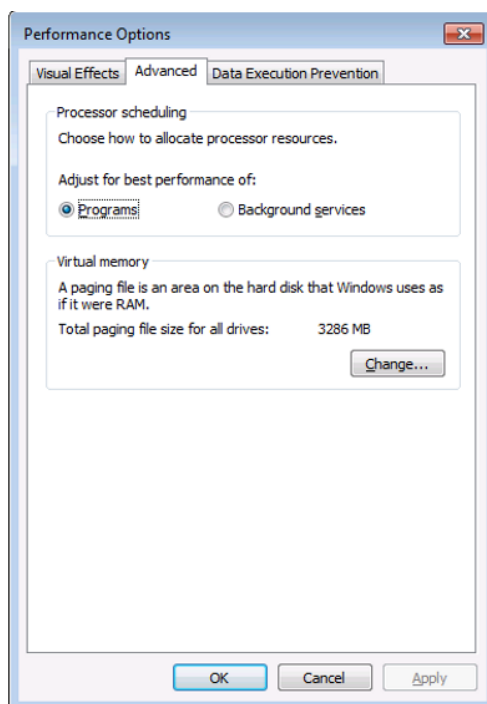 Performance Options
Visual Effects Advanced Data Execution Prevention
Processor scheduling
Choose how to allocate processor resources.
Adjust for best performance of:
Programs Background services
Virtual memory
A paging file is an area on the hard disk that Windows uses as
if it were RAM.
Total paging file size for all drives: 3286 MB
Change...
OK Cancel Apply